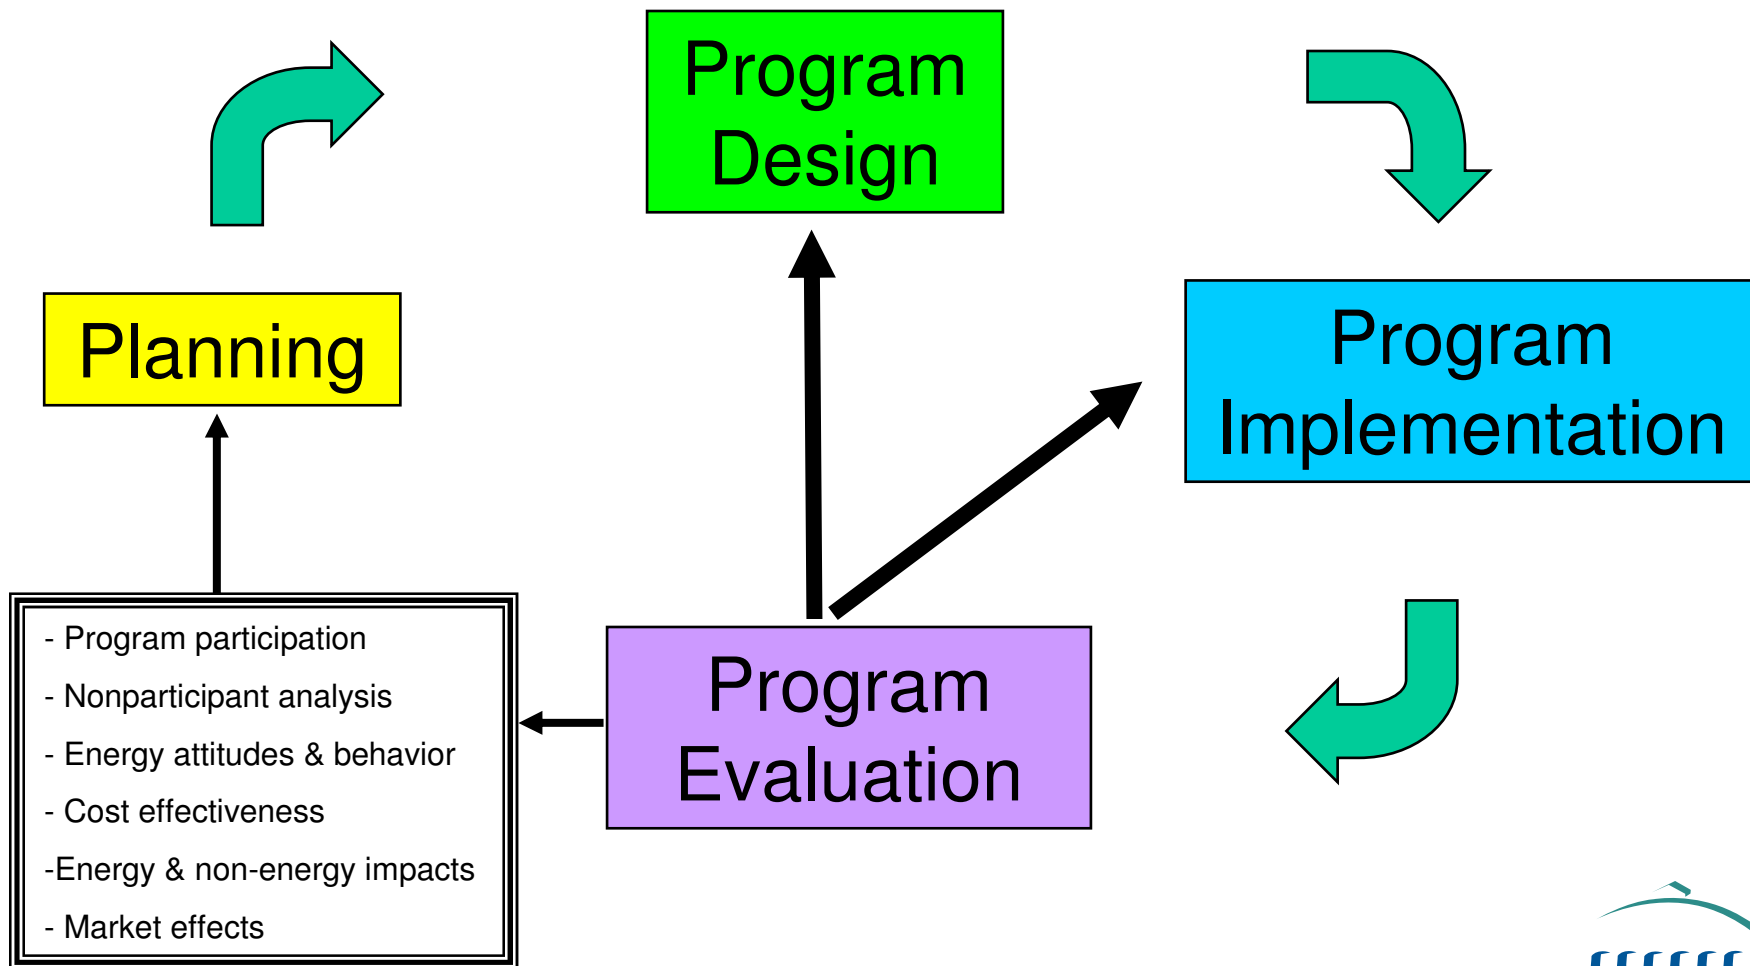 Program
Design
Planning
Program
Implementation
- Program participation
- Nonparticipant analysis
- Energy attitudes & behavior
- Cost effectiveness
-Energy & non-energy impacts
- Market effects
Program
Evaluation